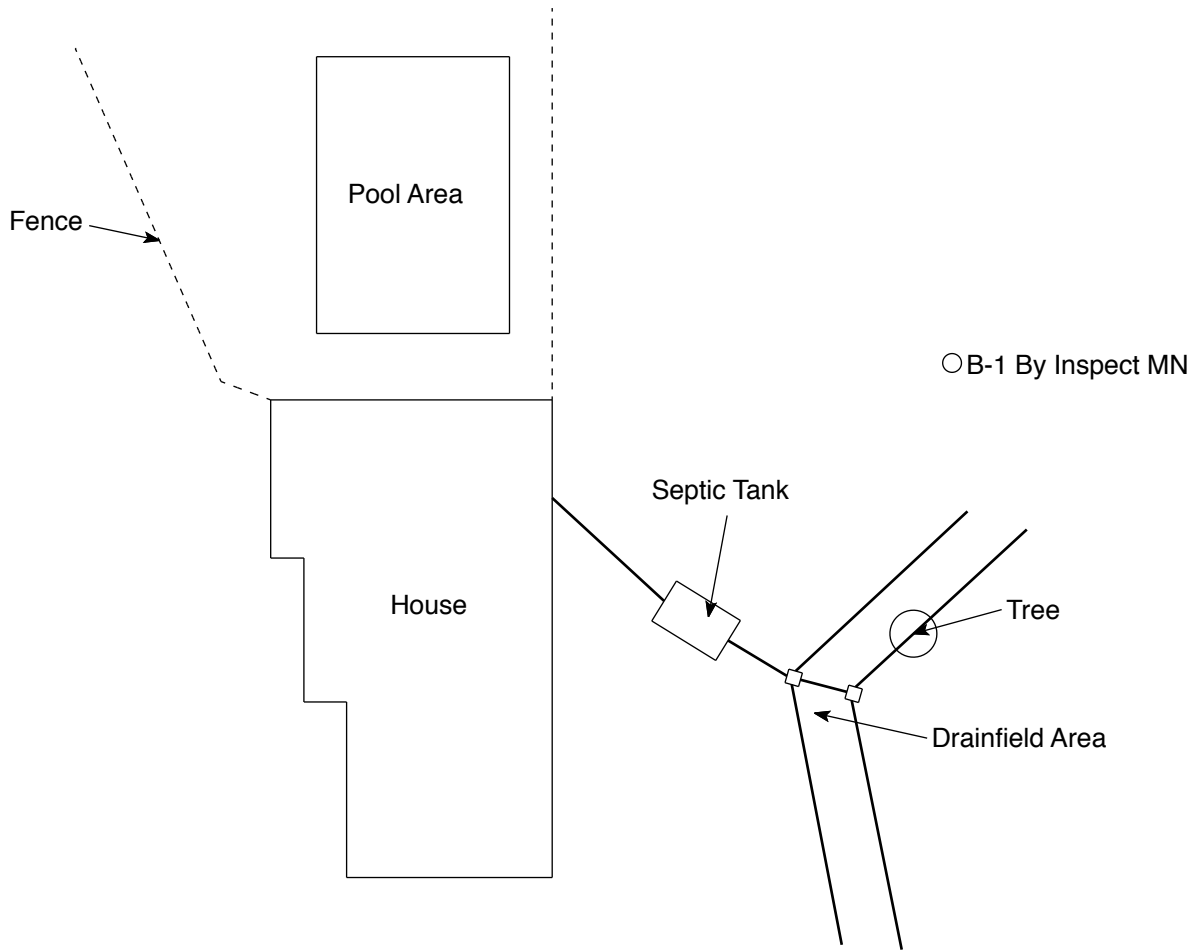 Pool Area
Fence
B-1 By Inspect MN
Septic Tank
House
Tree
Drainfield Area